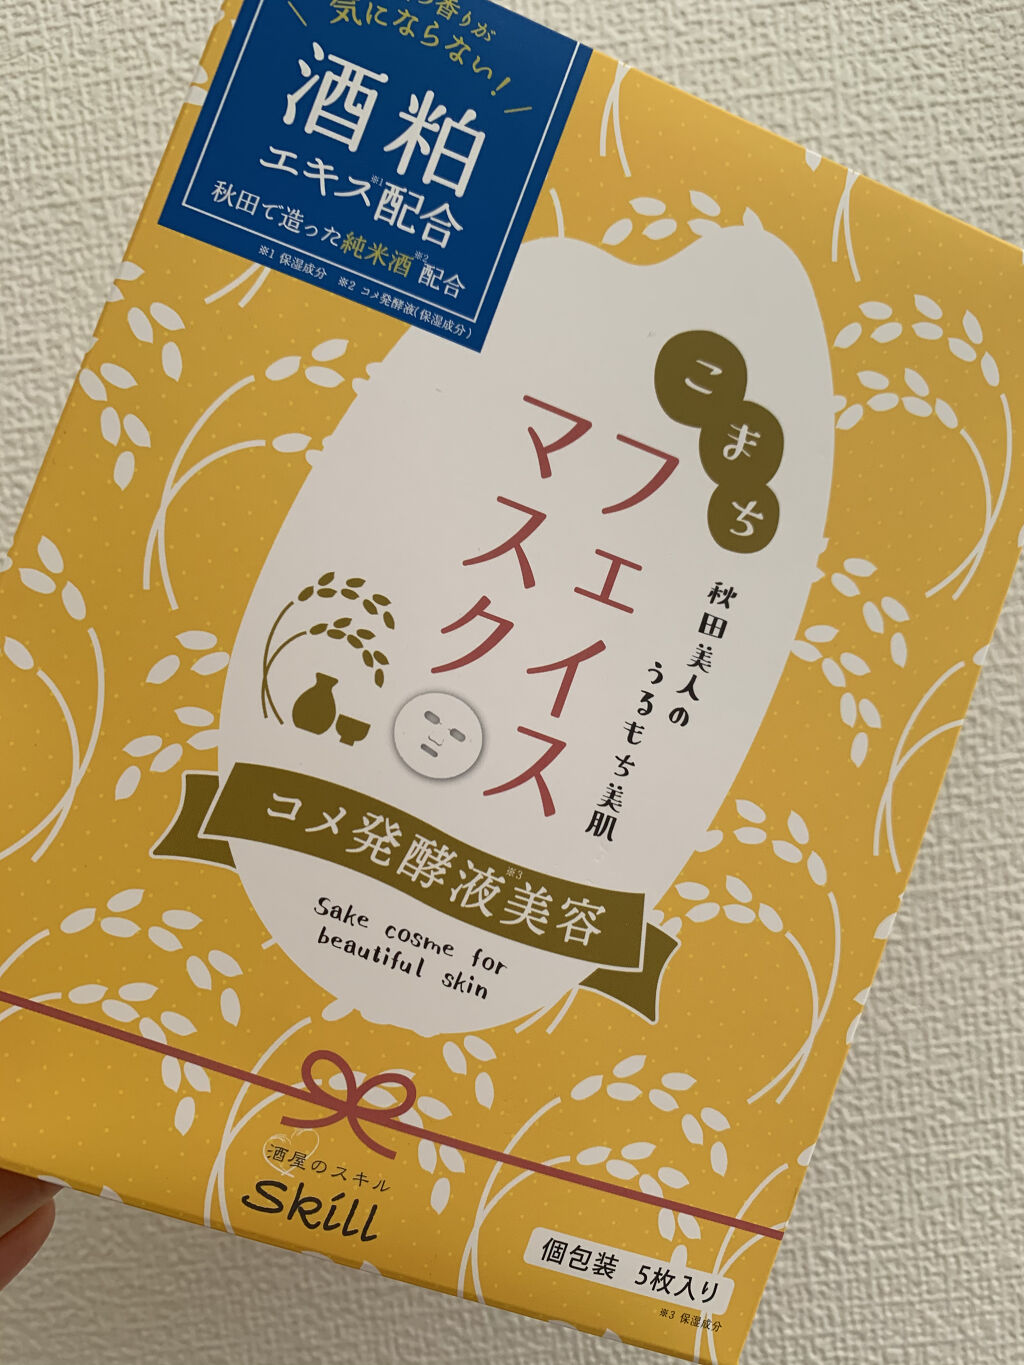 香りが
気にならない!
酒粕
エキス※1配合
秋田で造った純米酒※2配合
※1 保湿成分 ※2 コメ発酵液(保湿成分)
こまち
フェイス
マスク
秋田美人の
うるもち美肌
コメ発酵液※3美容
Sake cosme for
beautiful skin
酒屋のスキル
Skill
個包装 5枚入り
※3 保湿成分